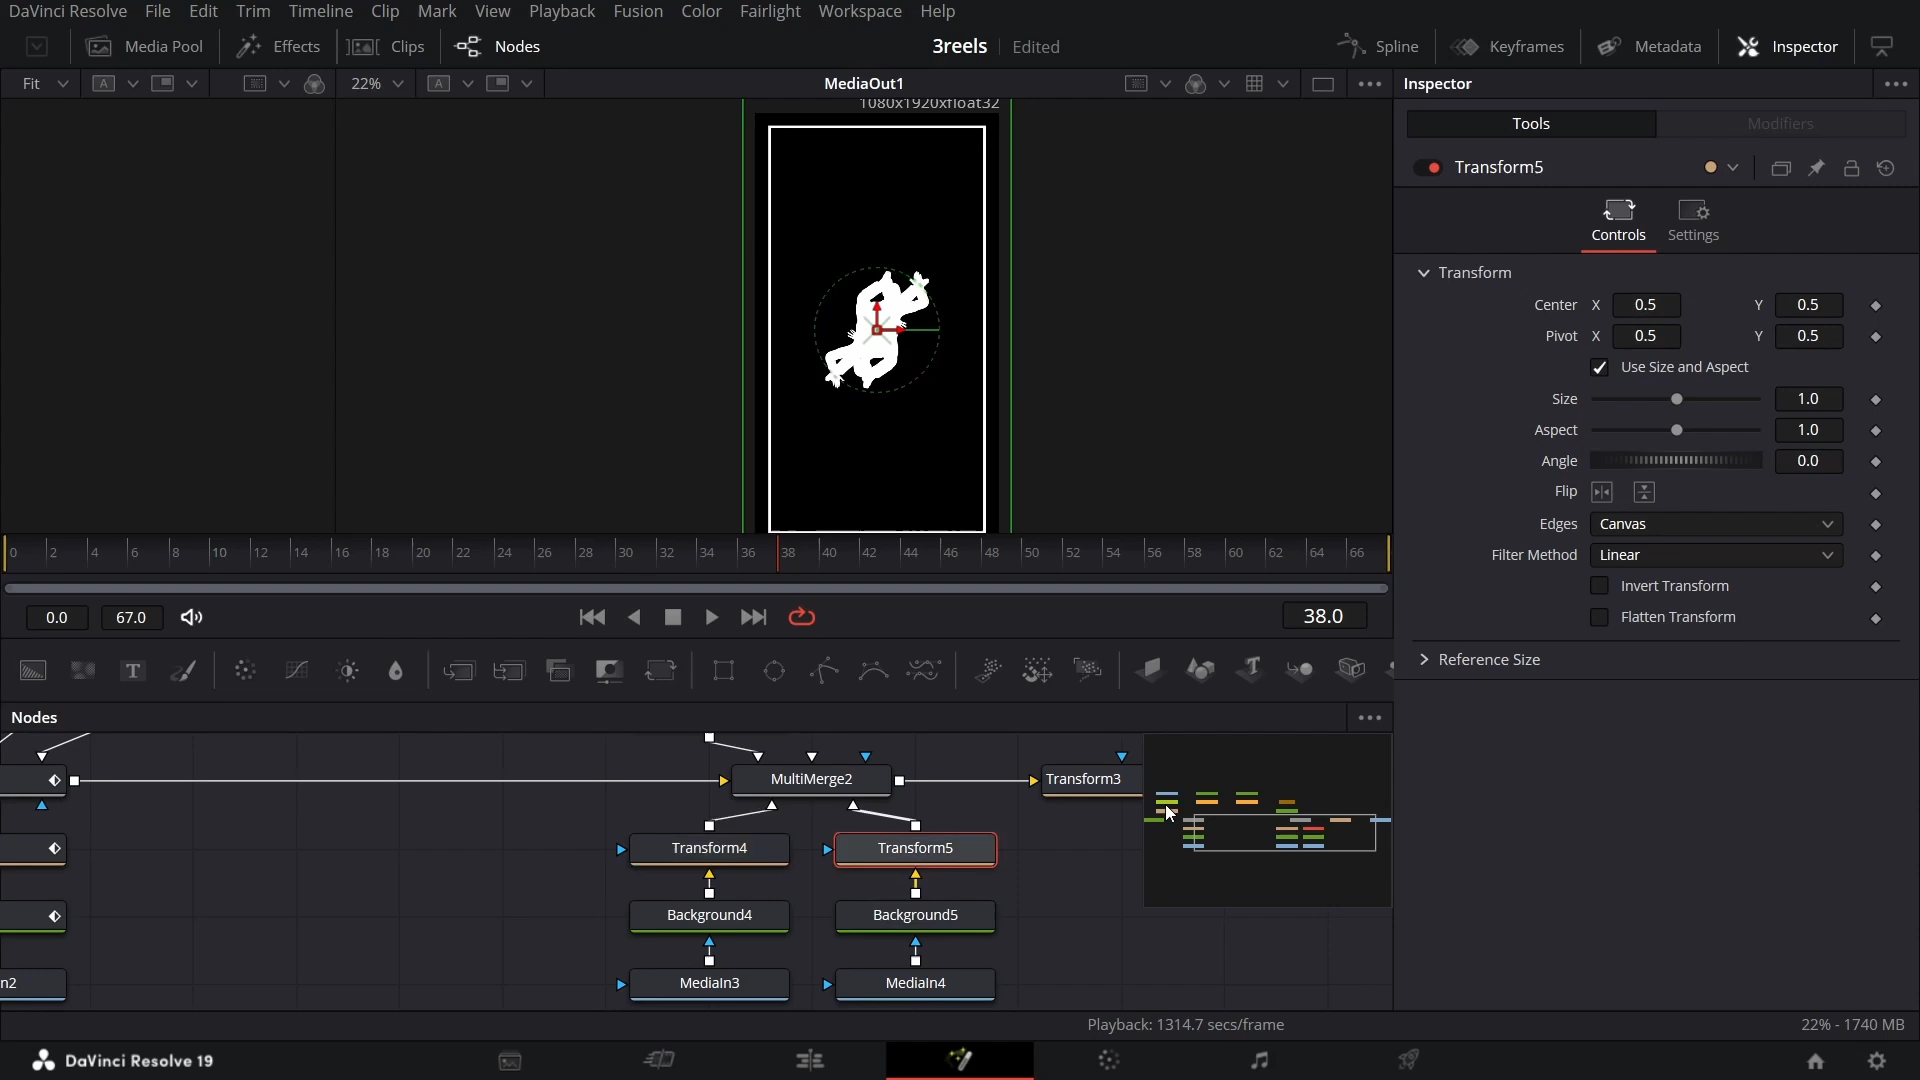 DaVinci Resolve File Edit Trim Timeline Clip Mark View Playback Fusion Color Fairlight Workspace Help
Media Pool Effects Clips Nodes 3reels Edited Spline Keyframes Metadata Inspector
Fit A 22% A MediaOut1 Inspector
1080x1920xfloat32
Tools Modifiers
Transform5
Controls Settings
Transform
Center X 0.5 Y 0.5
Pivot X 0.5 Y 0.5
Use Size and Aspect
Size 1.0
Aspect 1.0
Angle 0.0
Flip
Edges Canvas
Filter Method Linear
Invert Transform
Flatten Transform
Reference Size
0 2 4 6 8 10 12 14 16 18 20 22 24 26 28 30 32 34 36 38 40 42 44 46 48 50 52 54 56 58 60 62 64 66
0.0 67.0 38.0
T T
Nodes
MultiMerge2 Transform3
Transform4 Transform5
Background4 Background5
n2 MediaIn3 MediaIn4
Playback: 1314.7 secs/frame 22% - 1740 MB
DaVinci Resolve 19